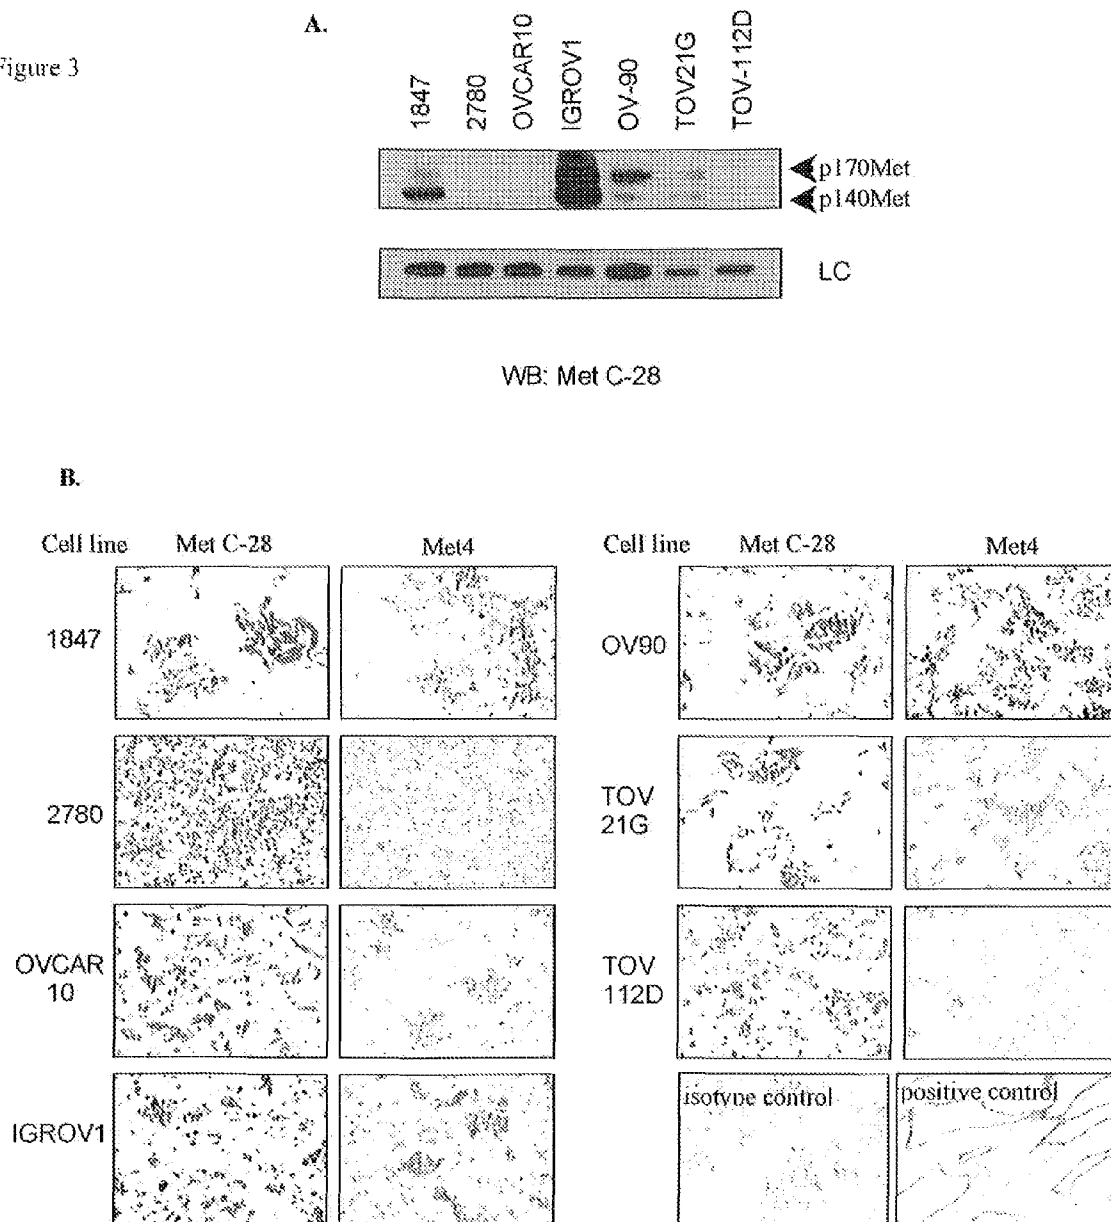 A.
Figure 3
1847
2780
OVCAR10
IGROV1
OV-90
TOV21G
TOV-112D
p170Met
p140Met
LC
WB: Met C-28
B.
Cell line Met C-28 Met4
1847
2780
OVCAR
10
IGROV1
Cell line Met C-28 Met4
OV90
TOV
21G
TOV
112D
isotype control
positive control